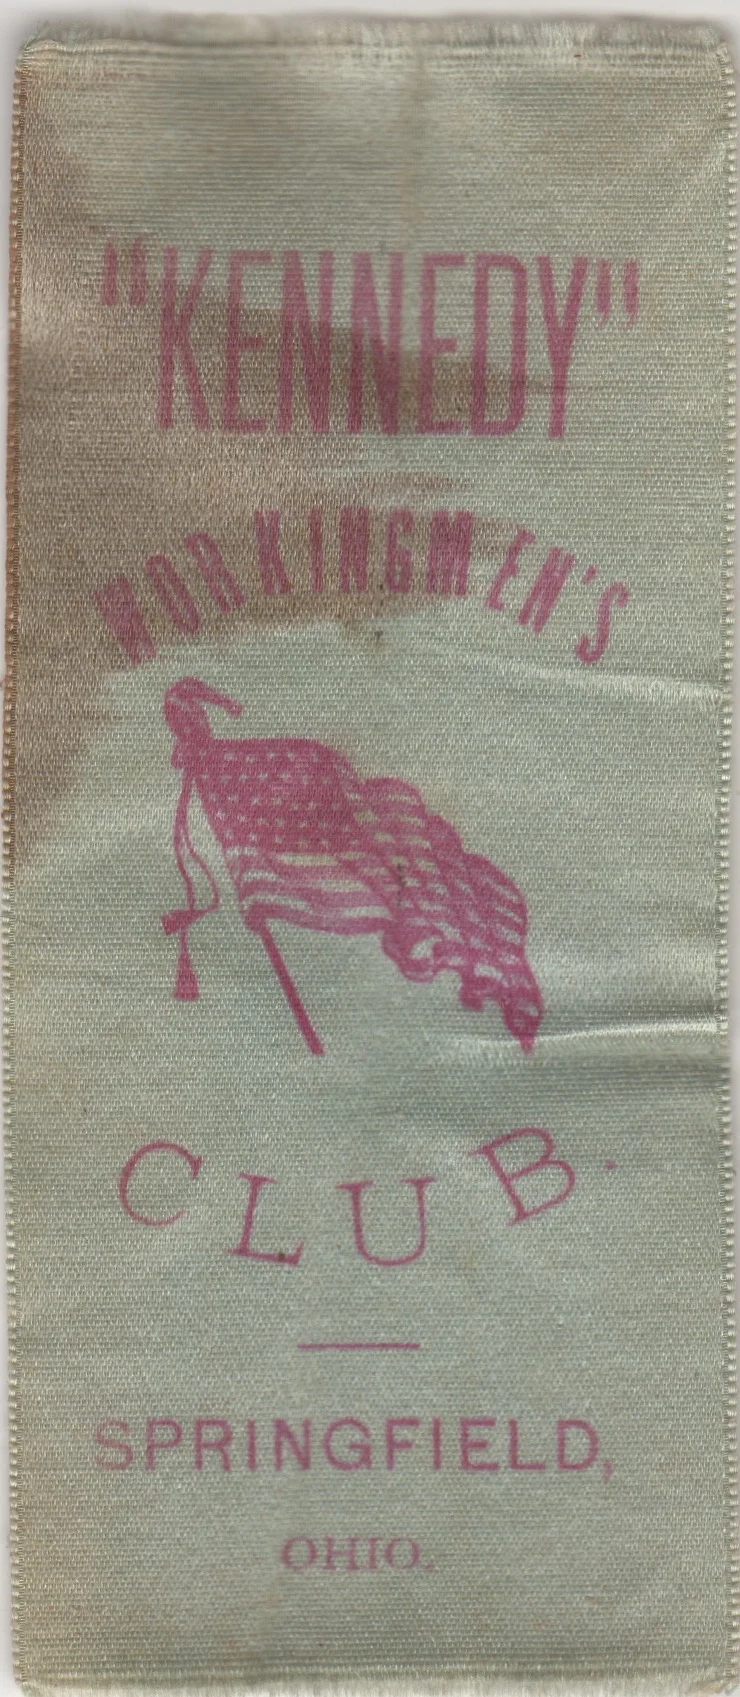 "KENNEDY"
WORKINGMEN'S
CLUB.
SPRINGFIELD,
OHIO.